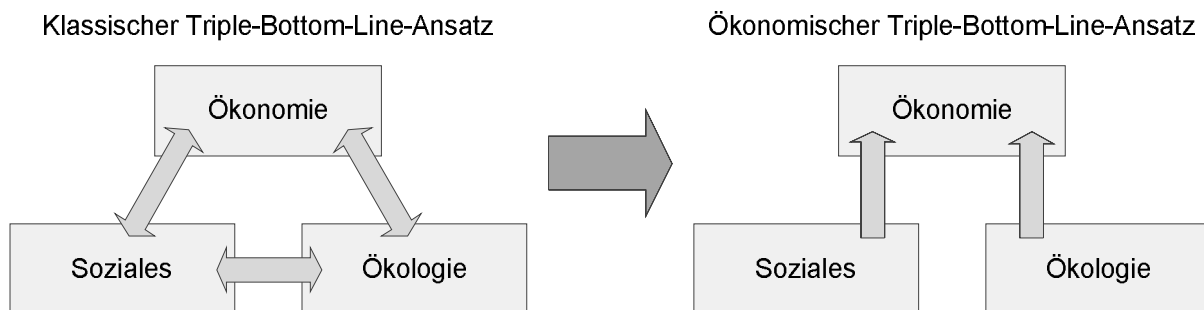 Klassischer Triple-Bottom-Line-Ansatz
Ökonomie
Soziales
Ökologie
Ökonomischer Triple-Bottom-Line-Ansatz
Ökonomie
Soziales
Ökologie